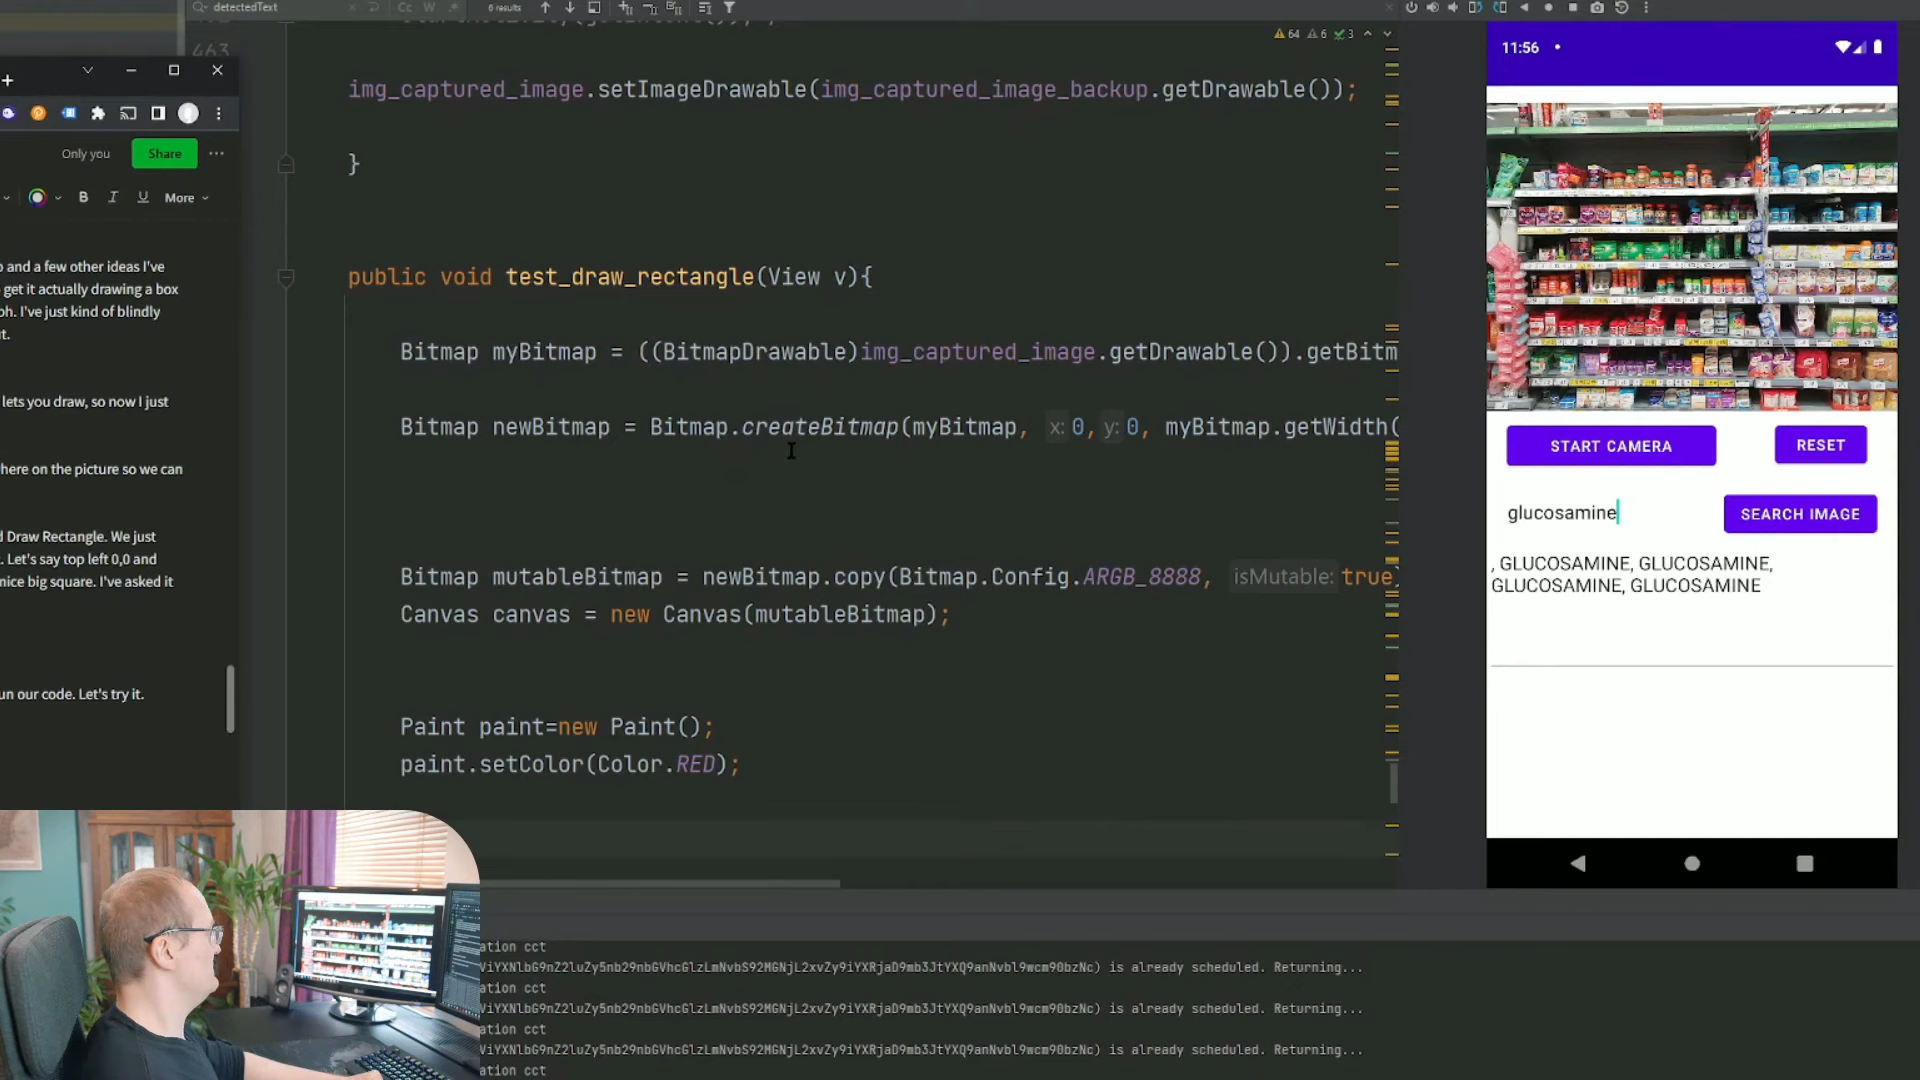 detectedText
Cc
W
6 results
463
64 6 3
img_captured_image.setImageDrawable(img_captured_image_backup.getDrawable());
}
public void test_draw_rectangle(View v){
Bitmap myBitmap = ((BitmapDrawable)img_captured_image.getDrawable()).getBitm
Bitmap newBitmap = Bitmap.createBitmap(myBitmap, x: 0, y: 0, myBitmap.getWidth(
Bitmap mutableBitmap = newBitmap.copy(Bitmap.Config.ARGB_8888, isMutable: true)
Canvas canvas = new Canvas(mutableBitmap);
Paint paint=new Paint();
paint.setColor(Color.RED);
Only you
Share
B I U More
and a few other ideas I've
get it actually drawing a box
oh. I've just kind of blindly
lets you draw, so now I just
here on the picture so we can
d Draw Rectangle. We just
Let's say top left 0,0 and
nice big square. I've asked it
un our code. Let's try it.
11:56
START CAMERA
RESET
glucosamine
SEARCH IMAGE
, GLUCOSAMINE, GLUCOSAMINE,
GLUCOSAMINE, GLUCOSAMINE
ation cct
is already scheduled. Returning...
ation cct
is already scheduled. Returning...
ation cct
is already scheduled. Returning...
ation cct